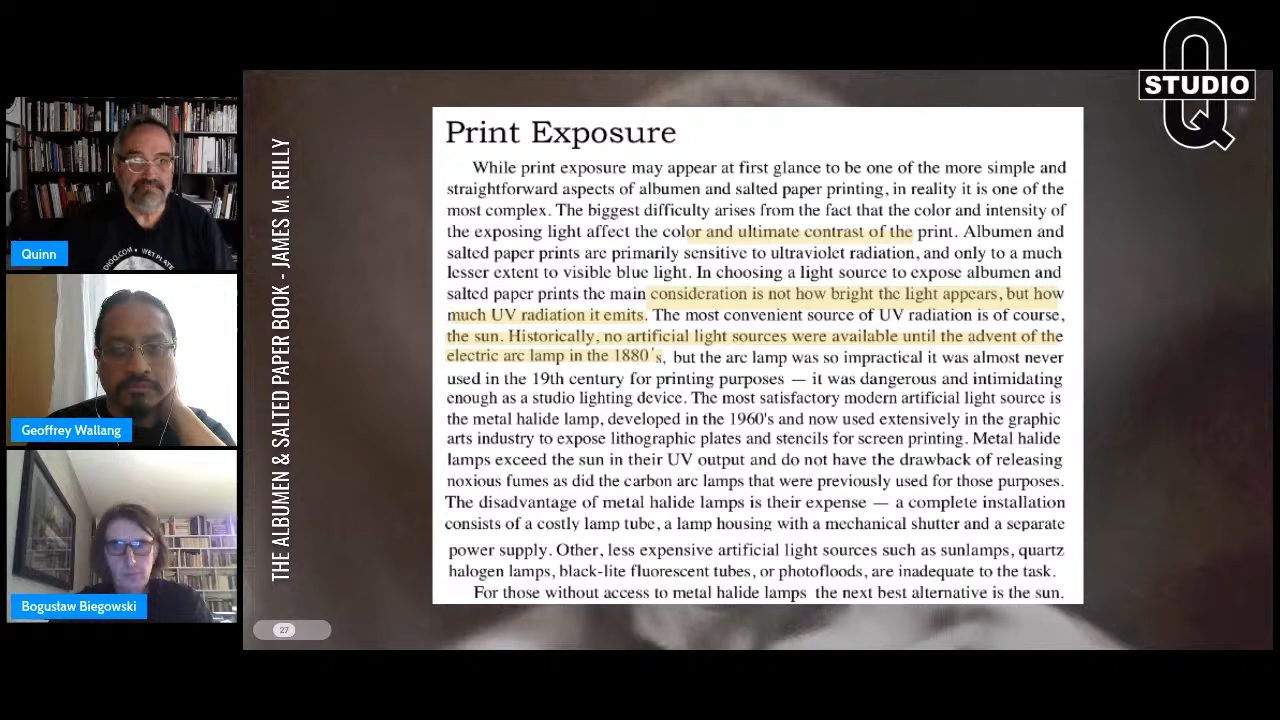 STUDIO
Q
THE ALBUMEN & SALTED PAPER BOOK - JAMES M. REILLY
Quinn
Geoffrey Wallang
Bogusław Biegowski
Print Exposure
While print exposure may appear at first glance to be one of the more simple and
straightforward aspects of albumen and salted paper printing, in reality it is one of the
most complex. The biggest difficulty arises from the fact that the color and intensity of
the exposing light affect the color and ultimate contrast of the print. Albumen and
salted paper prints are primarily sensitive to ultraviolet radiation, and only to a much
lesser extent to visible blue light. In choosing a light source to expose albumen and
salted paper prints the main consideration is not how bright the light appears, but how
much UV radiation it emits. The most convenient source of UV radiation is of course,
the sun. Historically, no artificial light sources were available until the advent of the
electric arc lamp in the 1880's, but the arc lamp was so impractical it was almost never
used in the 19th century for printing purposes — it was dangerous and intimidating
enough as a studio lighting device. The most satisfactory modern artificial light source is
the metal halide lamp, developed in the 1960's and now used extensively in the graphic
arts industry to expose lithographic plates and stencils for screen printing. Metal halide
lamps exceed the sun in their UV output and do not have the drawback of releasing
noxious fumes as did the carbon arc lamps that were previously used for those purposes.
The disadvantage of metal halide lamps is their expense — a complete installation
consists of a costly lamp tube, a lamp housing with a mechanical shutter and a separate
power supply. Other, less expensive artificial light sources such as sunlamps, quartz
halogen lamps, black-lite fluorescent tubes, or photofloods, are inadequate to the task.
For those without access to metal halide lamps the next best alternative is the sun.
27